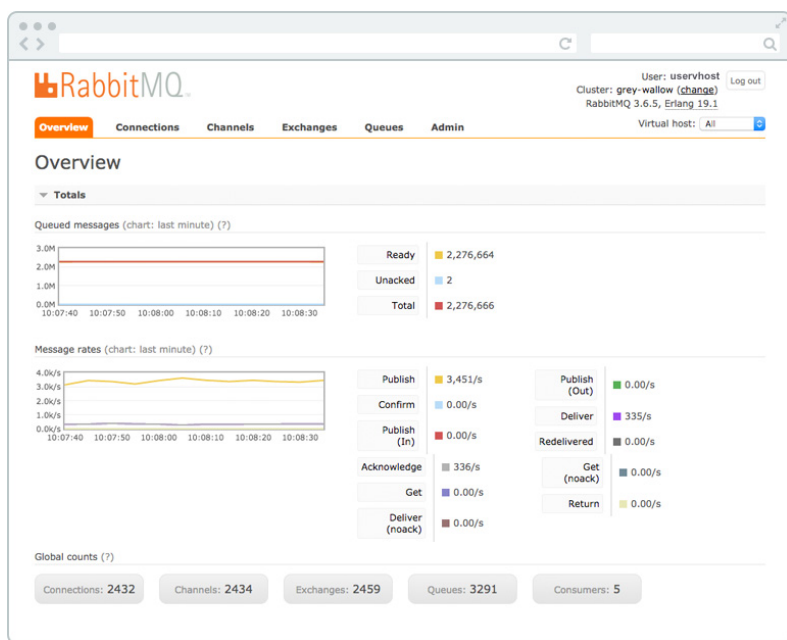 RabbitMQ
User: uservhost
Log out
Cluster: grey-wallow (change)
RabbitMQ 3.6.5, Erlang 19.1
Overview Connections Channels Exchanges Queues Admin
Virtual host: All
Overview
Totals
Queued messages (chart: last minute) (?)
3.0M
2.0M
1.0M
0.0M
10:07:40 10:07:50 10:08:00 10:08:10 10:08:20 10:08:30
Ready 2,276,664
Unacked 2
Total 2,276,666
Message rates (chart: last minute) (?)
4.0k/s
3.0k/s
2.0k/s
1.0k/s
0.0k/s
10:07:40 10:07:50 10:08:00 10:08:10 10:08:20 10:08:30
Publish 3,451/s
Confirm 0.00/s
Publish
(In) 0.00/s
Acknowledge 336/s
Get 0.00/s
Deliver
(noack) 0.00/s
Publish
(Out) 0.00/s
Deliver 335/s
Redelivered 0.00/s
Get
(noack) 0.00/s
Return 0.00/s
Global counts (?)
Connections: 2432 Channels: 2434 Exchanges: 2459 Queues: 3291 Consumers: 5